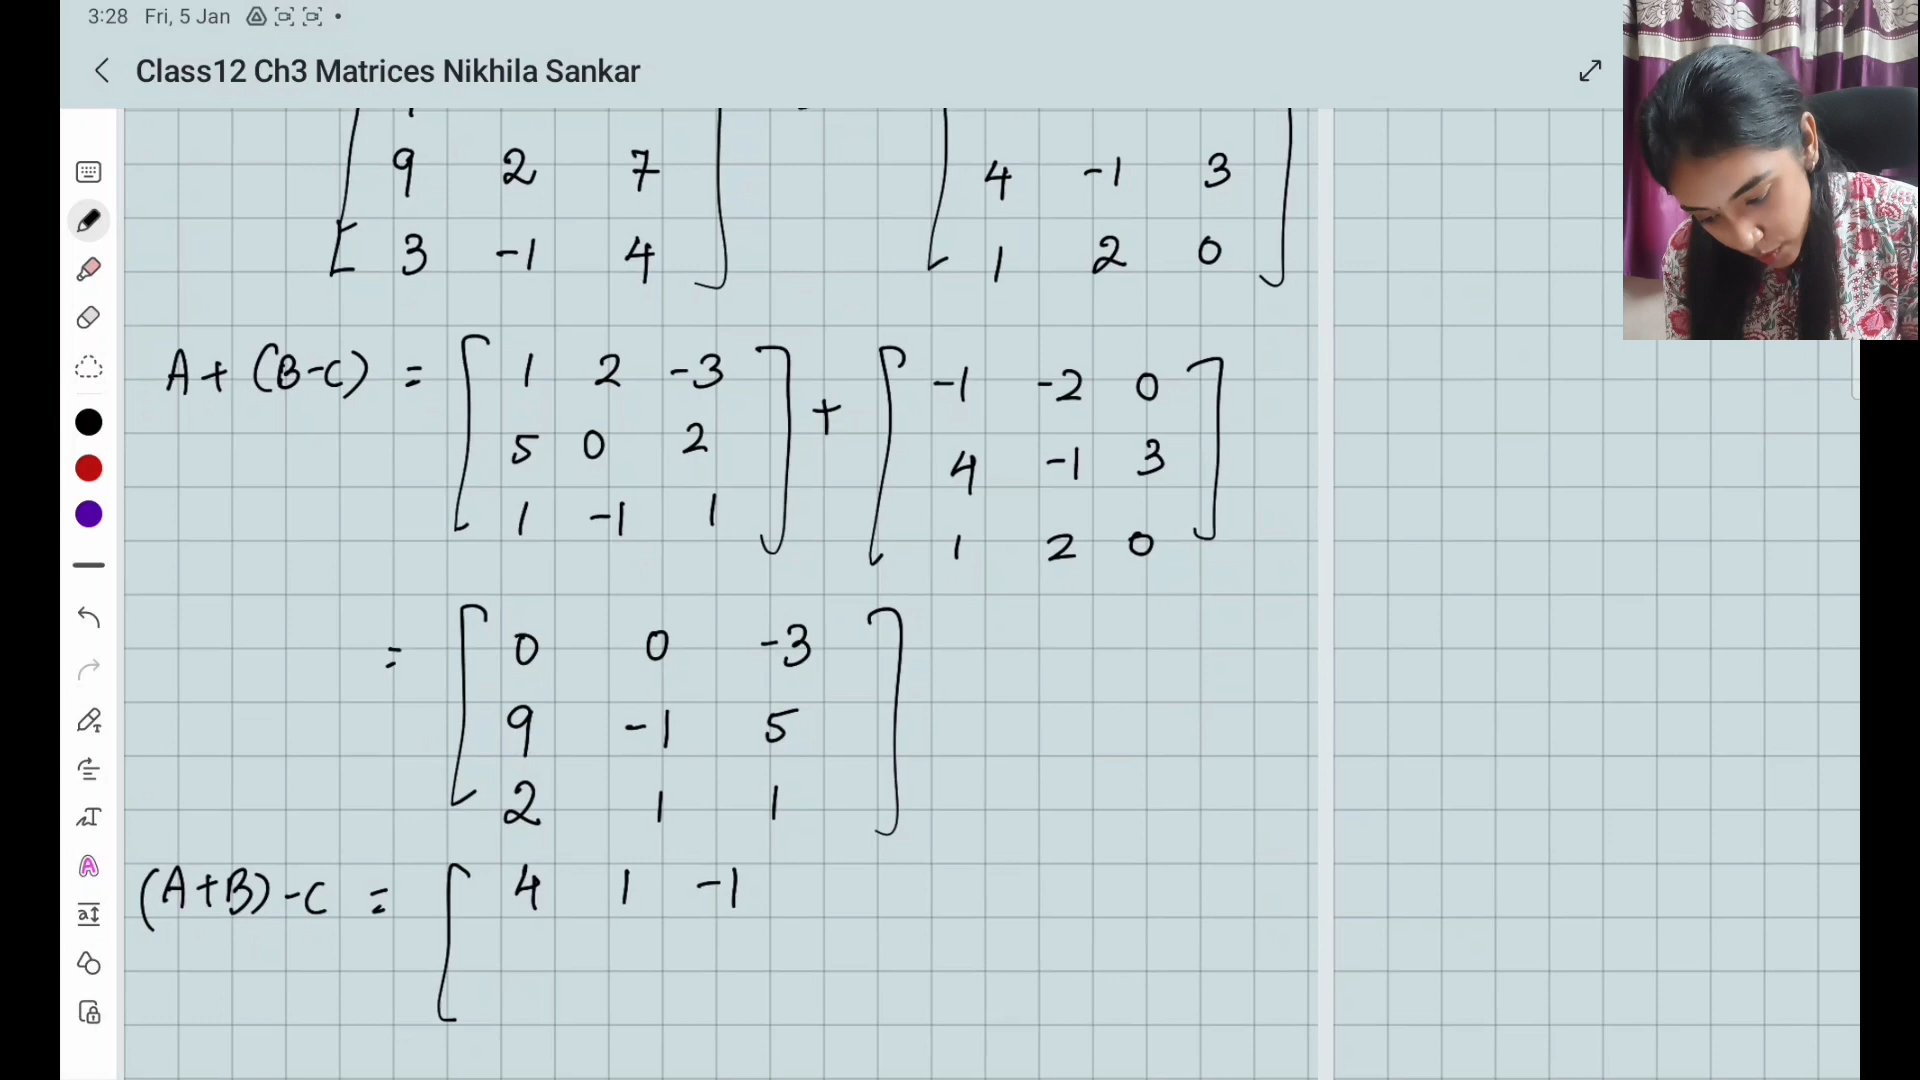 3:28 Fri, 5 Jan
Class12 Ch3 Matrices Nikhila Sankar
9 2 7 4 -1 3
3 -1 4 1 2 0
A + (B-C) = [ 1 2 -3 ] + [ -1 -2 0 ]
5 0 2 4 -1 3
1 -1 1 1 2 0
= [ 0 0 -3 ]
9 -1 5
2 1 1
(A+B) - C = [ 4 1 -1